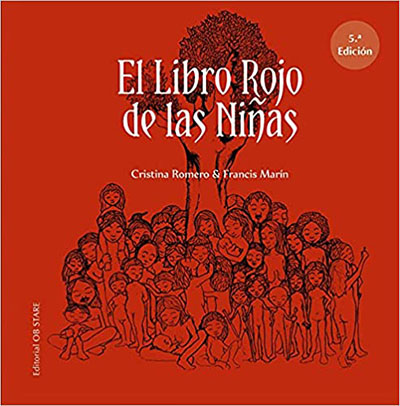 5.ª
Edición
El Libro Rojo
de las Niñas
Cristina Romero & Francis Marín
Editorial OB STARE